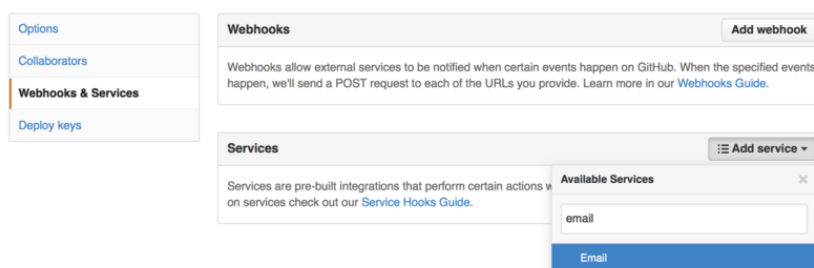 Options
Collaborators
Webhooks & Services
Deploy keys
Webhooks
Add webhook
Webhooks allow external services to be notified when certain events happen on GitHub. When the specified events
happen, we'll send a POST request to each of the URLs you provide. Learn more in our Webhooks Guide.
Services
Add service
Services are pre-built integrations that perform certain actions
on services check out our Service Hooks Guide.
Available Services
email
Email